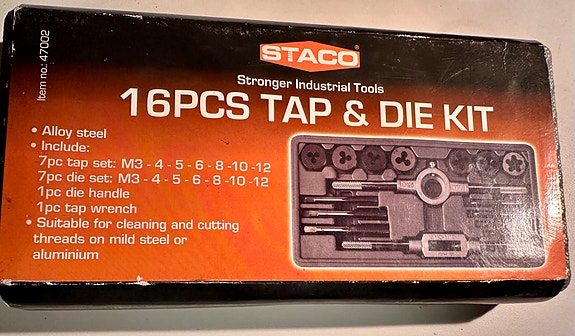 Item no.: 47002
STACO®
Stronger Industrial Tools
16PCS TAP & DIE KIT
• Alloy steel
• Include:
7pc tap set: M3 - 4 - 5 - 6 - 8 -10 -12
7pc die set: M3 - 4 - 5 - 6 - 8 -10 -12
1pc die handle
1pc tap wrench
• Suitable for cleaning and cutting
threads on mild steel or
aluminium